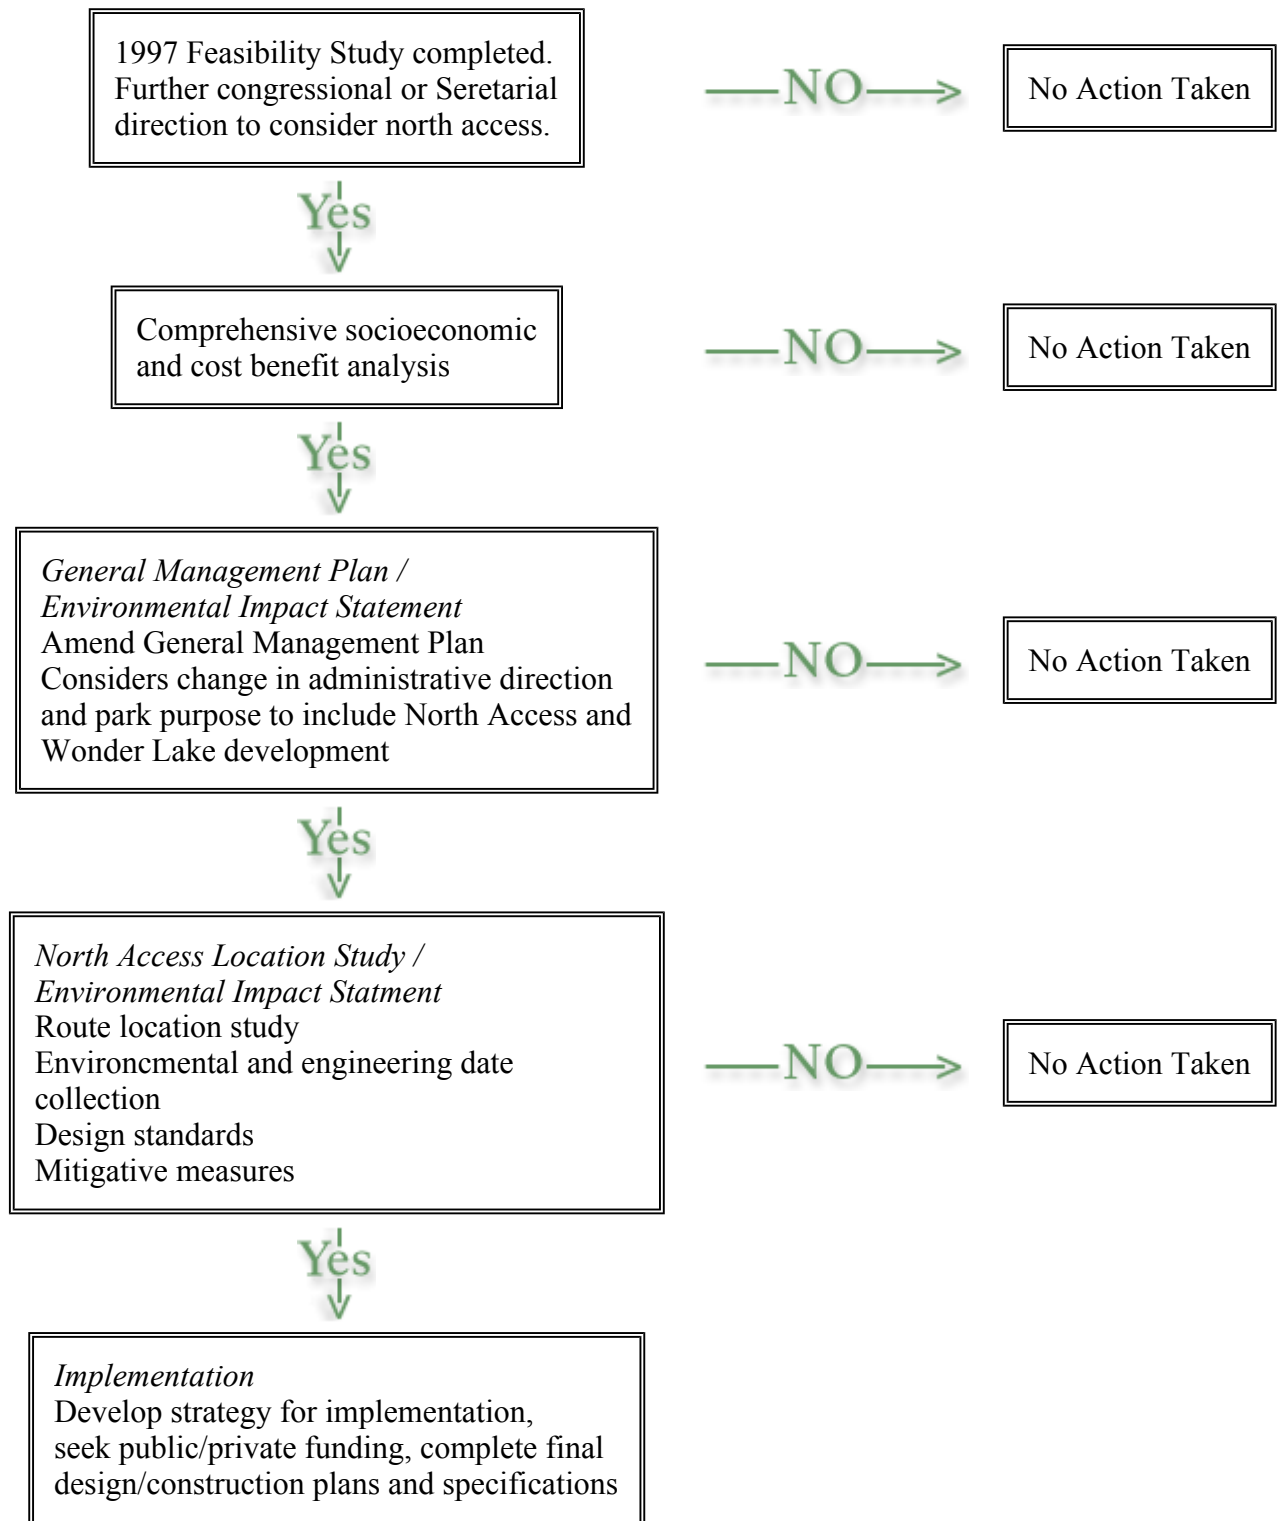 1997 Feasibility Study completed.
Further congressional or Seretarial
direction to consider north access.
NO
No Action Taken
Yes
Comprehensive socioeconomic
and cost benefit analysis
NO
No Action Taken
Yes
General Management Plan /
Environmental Impact Statement
Amend General Management Plan
Considers change in administrative direction
and park purpose to include North Access and
Wonder Lake development
NO
No Action Taken
Yes
North Access Location Study /
Environmental Impact Statment
Route location study
Environcmental and engineering date
collection
Design standards
Mitigative measures
NO
No Action Taken
Yes
Implementation
Develop strategy for implementation,
seek public/private funding, complete final
design/construction plans and specifications